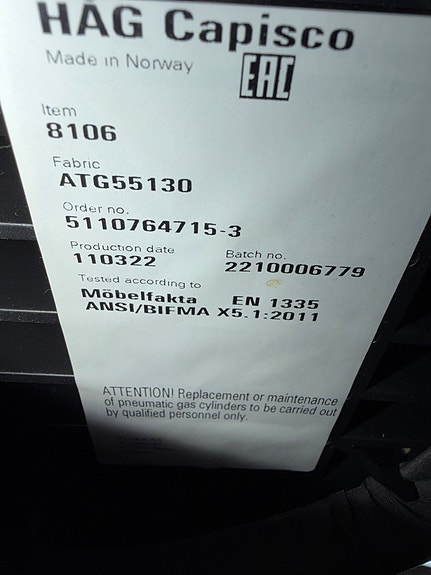 HÅG Capisco
Made in Norway
EAC
Item
8106
Fabric
ATG55130
Order no.
5110764715-3
Production date Batch no.
110322 2210006779
Tested according to
Möbelfakta EN 1335
ANSI/BIFMA X5.1:2011
ATTENTION! Replacement or maintenance
of pneumatic gas cylinders to be carried out
by qualified personnel only.